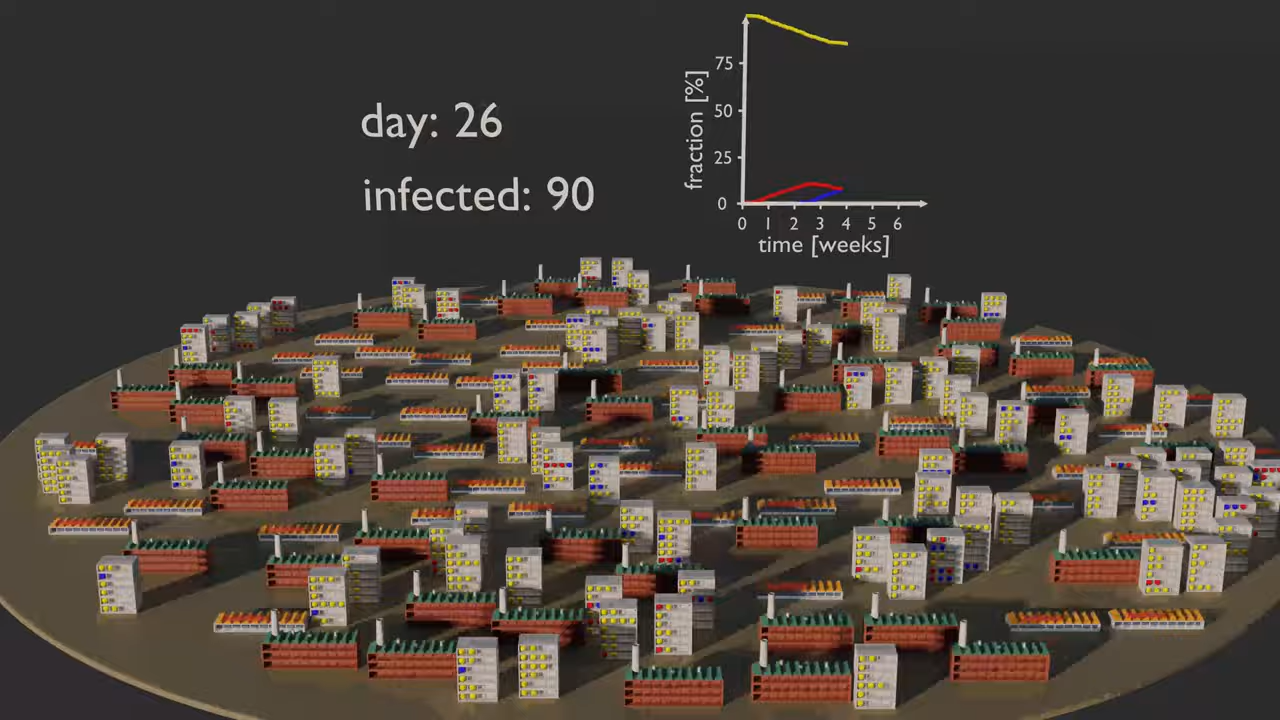 day: 26
infected: 90
fraction [%]
75
50
25
0
0 1 2 3 4 5 6
time [weeks]